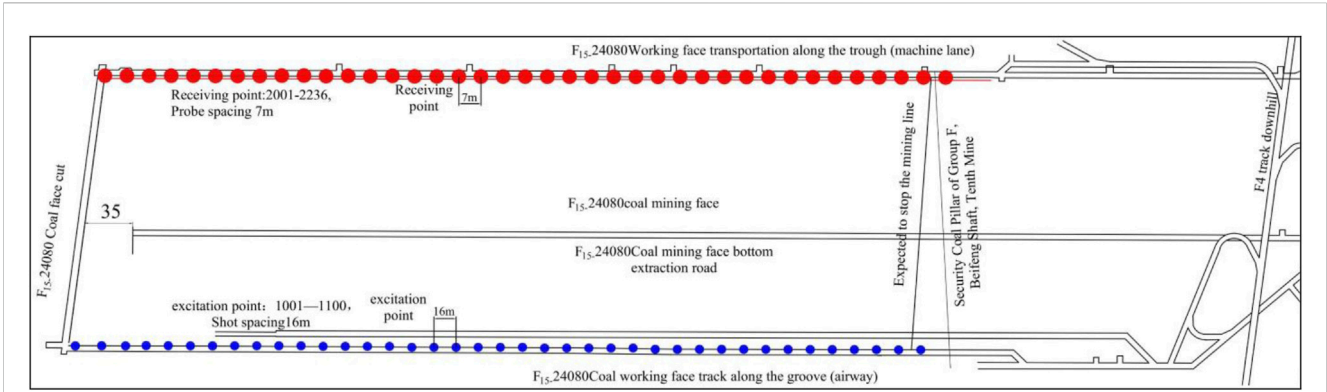 F15-24080Working face transportation along the trough (machine lane)
Receiving point:2001-2236,
Probe spacing 7m
Receiving
point
7m
F15-24080 Coal face cut
35
F15-24080coal mining face
F15-24080Coal mining face bottom
extraction road
Expected to stop the mining line
Security Coal Pillar of Group F,
Beifeng Shaft, Tenth Mine
F4 track downhill
excitation point：1001—1100，
Shot spacing16m
excitation
point
16m
F15-24080Coal working face track along the groove (airway)